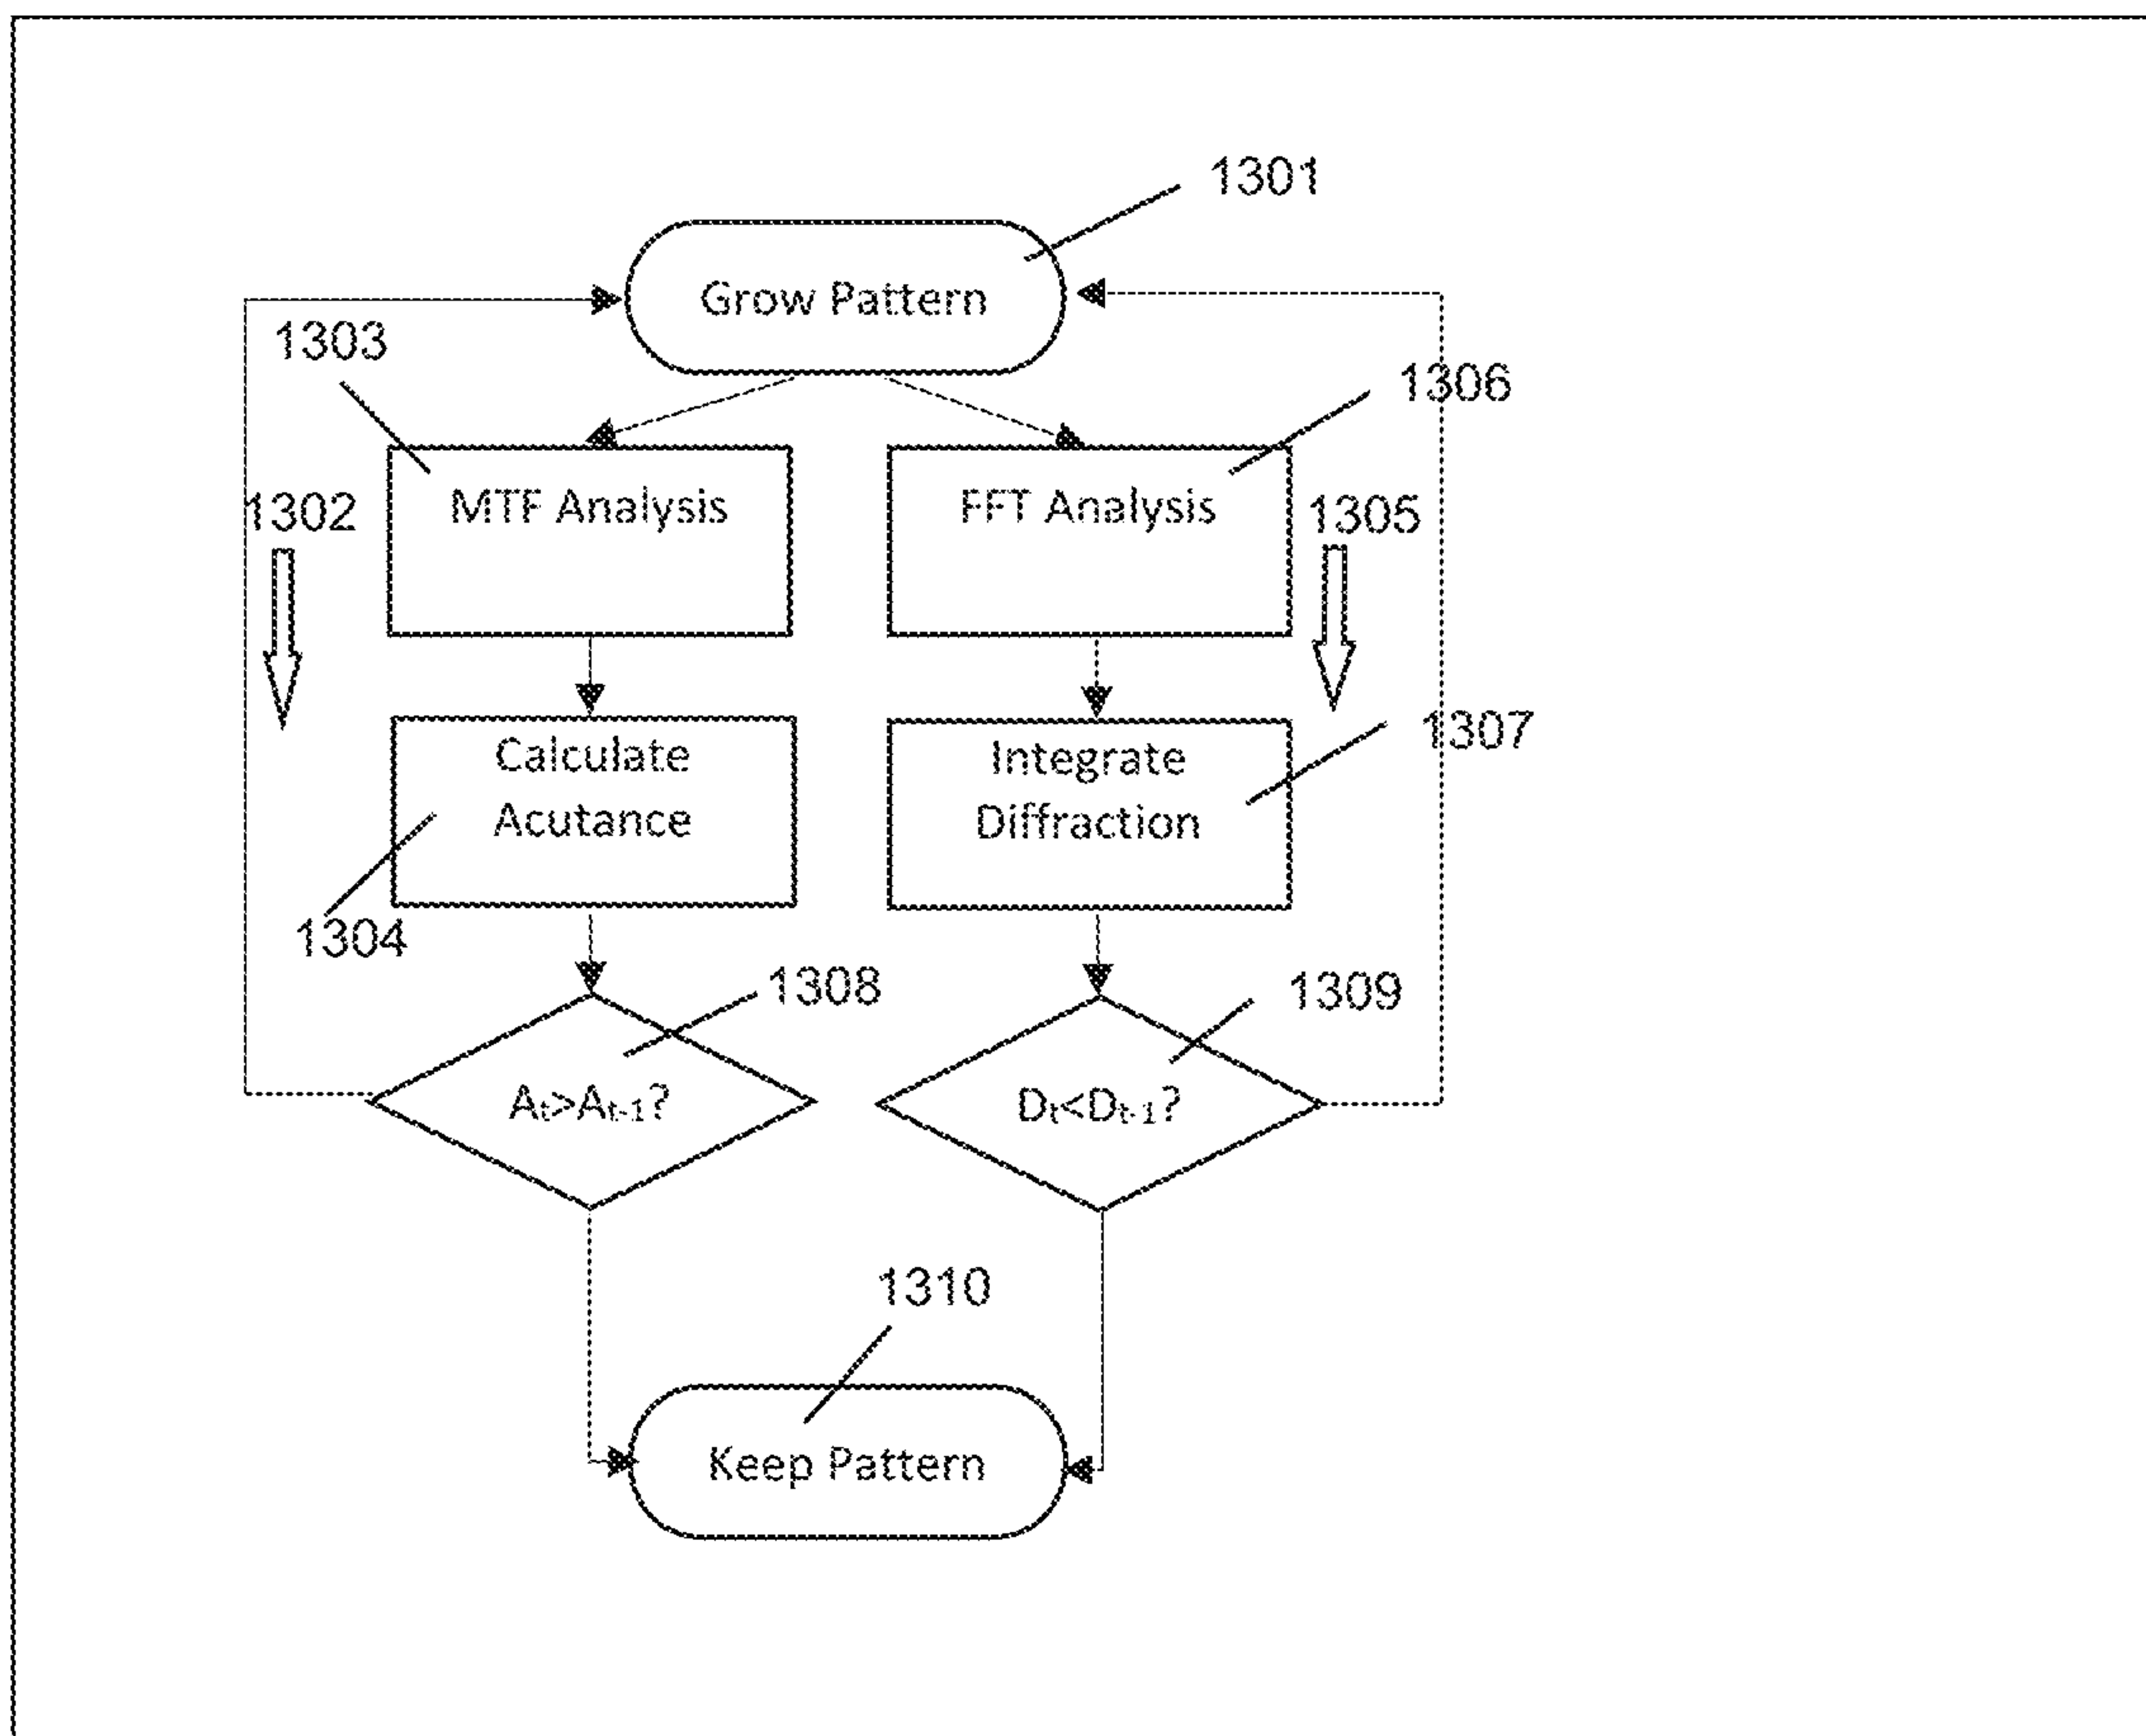 1301
Grow Pattern
1303
1306
MTF Analysis
FFT Analysis
1302
1305
Calculate
Acutance
Integrate
Diffraction
1307
1304
1308
1309
Aₜ>Aₜ₋₁?
Dₜ<Dₜ₋₁?
1310
Keep Pattern